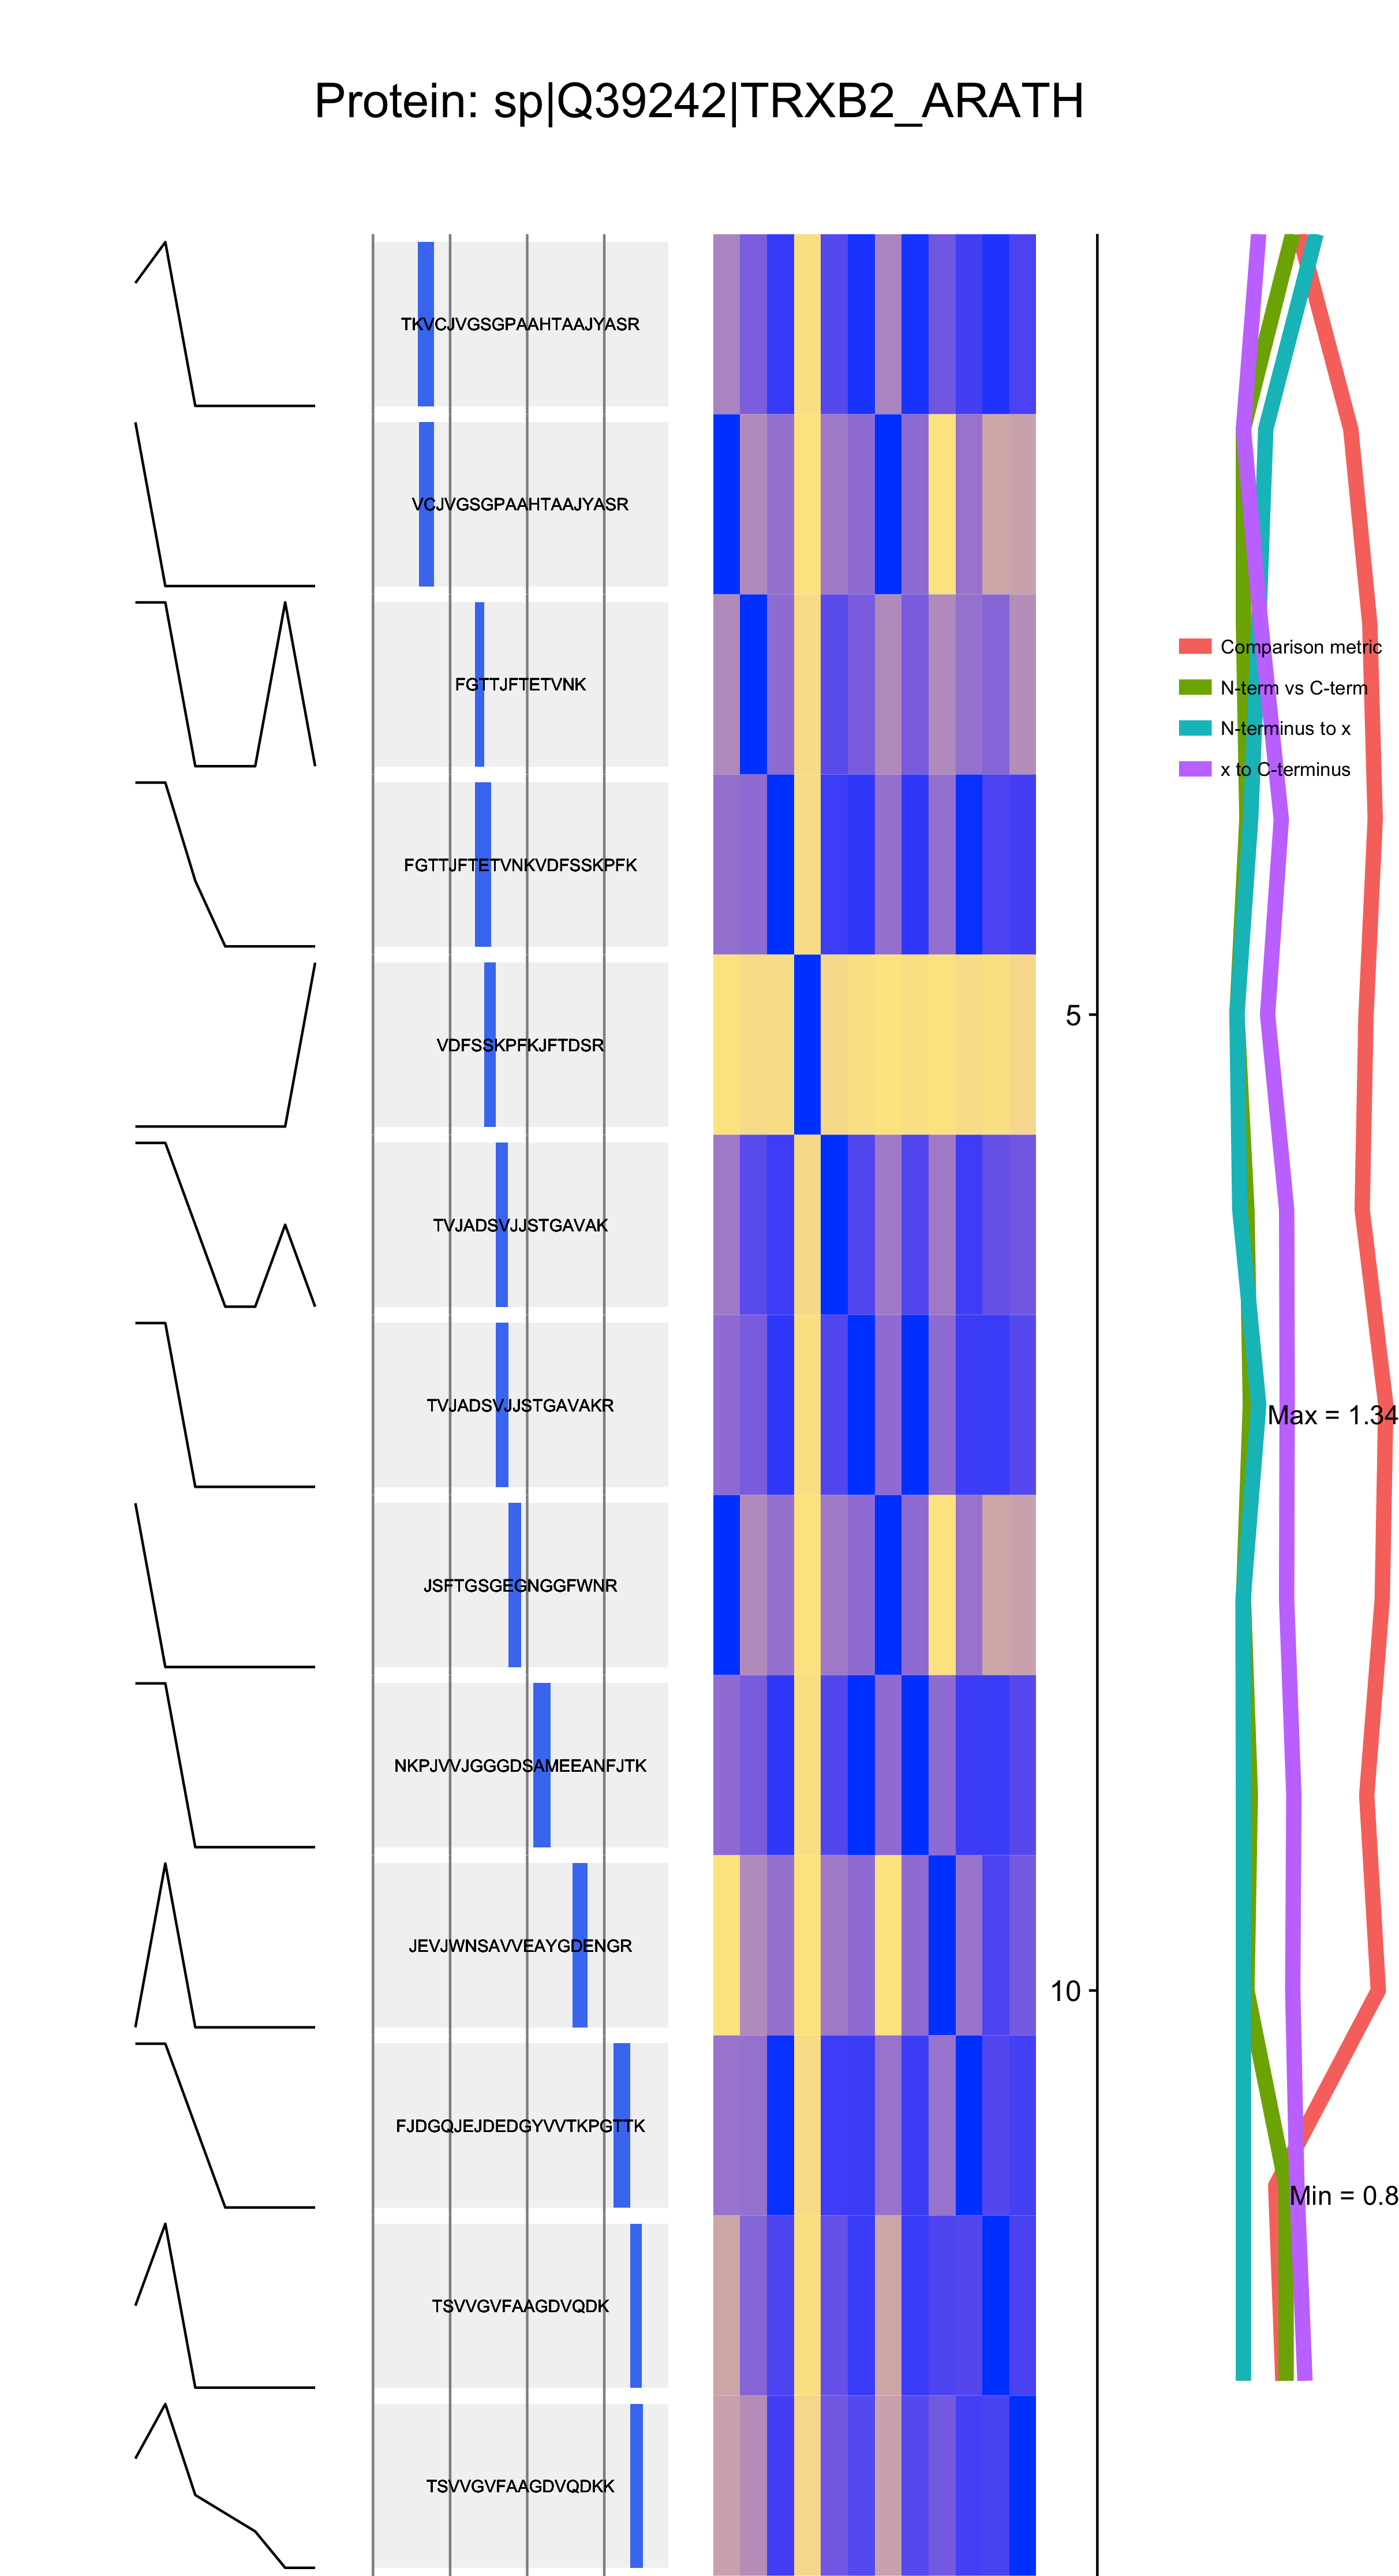 Protein: sp|Q39242|TRXB2_ARATH
TKVCJVGSGPAAHTAAJYASR
VCJVGSGPAAHTAAJYASR
FGTTJFTETVNK
Comparison metric
N-term vs C-term
N-terminus to x
x to C-terminus
FGTTJFTETVNKVDFSSKPFK
5
VDFSSKPFKJFTDSR
TVJADSVJJSTGAVAK
TVJADSVJJSTGAVAKR
Max = 1.34
JSFTGSGEGNGGFWNR
NKPJVVJGGGDSAMEEANFJTK
JEVJWNSAVVEAYGDENGR
10
FJDGQJEJDEDGYVVTKPGTTK
Min = 0.8
TSVVGVFAAGDVQDK
TSVVGVFAAGDVQDKK